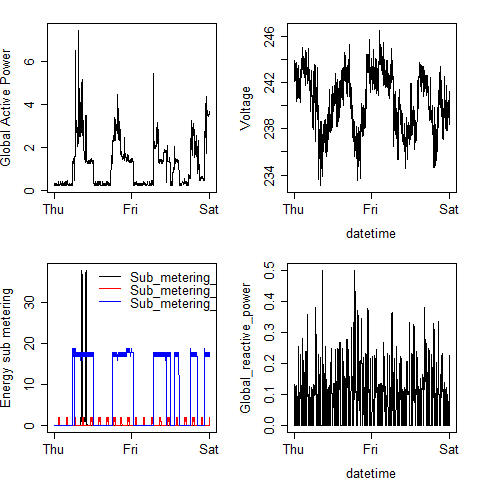 Global Active Power
0 2 4 6
Thu Fri Sat
Voltage
234 238 242 246
Thu Fri Sat
datetime
Energy sub metering
0 10 20 30
Sub_metering_
Sub_metering_
Sub_metering_
Thu Fri Sat
Global_reactive_power
0.0 0.1 0.2 0.3 0.4 0.5
Thu Fri Sat
datetime